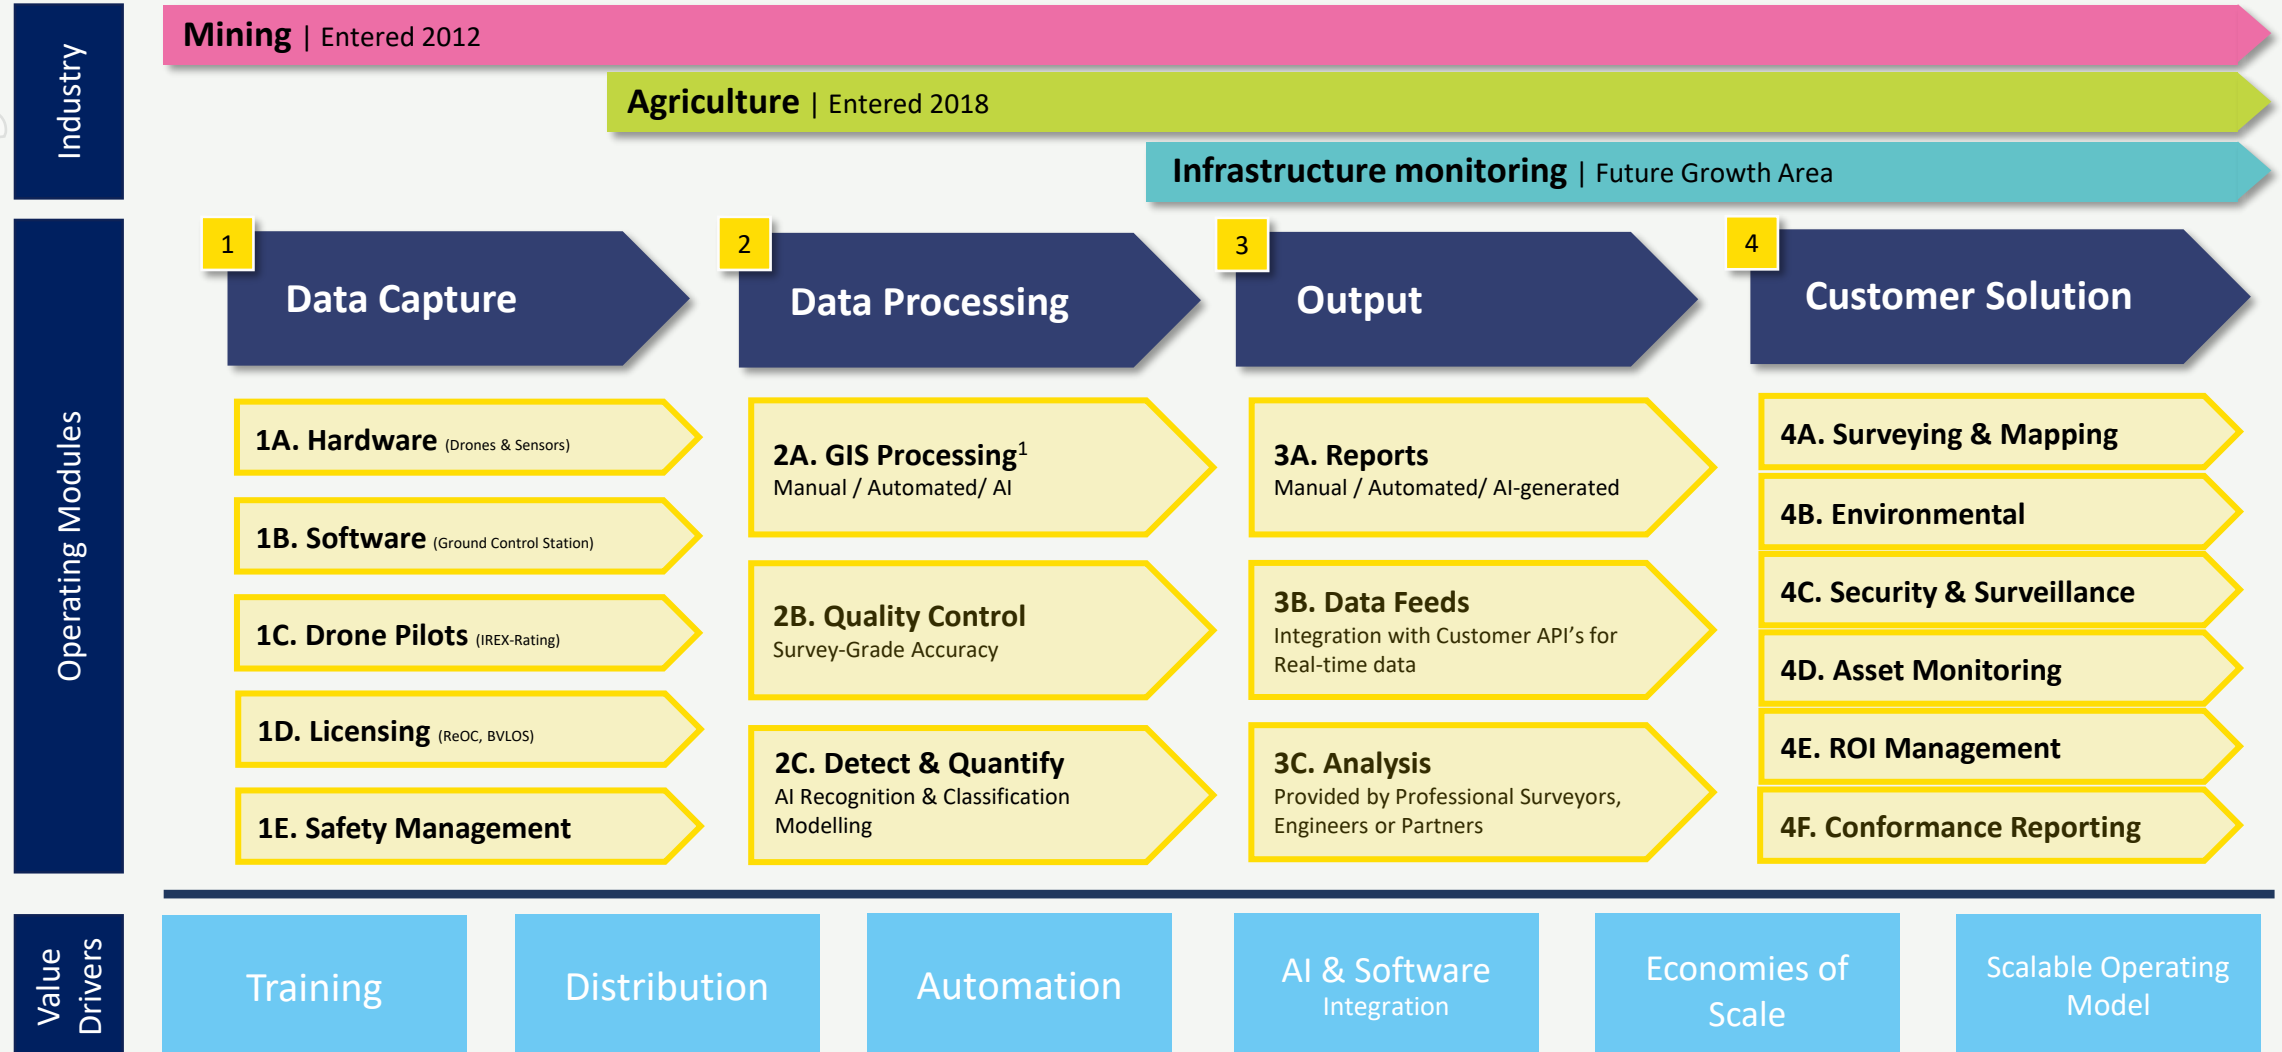 Industry
Mining | Entered 2012
Agriculture | Entered 2018
Infrastructure monitoring | Future Growth Area
Operating Modules
1
Data Capture
2
Data Processing
3
Output
4
Customer Solution
1A. Hardware (Drones & Sensors)
1B. Software (Ground Control Station)
1C. Drone Pilots (IREX-Rating)
1D. Licensing (ReOC, BVLOS)
1E. Safety Management
2A. GIS Processing¹
Manual / Automated/ AI
2B. Quality Control
Survey-Grade Accuracy
2C. Detect & Quantify
AI Recognition & Classification
Modelling
3A. Reports
Manual / Automated/ AI-generated
3B. Data Feeds
Integration with Customer API's for
Real-time data
3C. Analysis
Provided by Professional Surveyors,
Engineers or Partners
4A. Surveying & Mapping
4B. Environmental
4C. Security & Surveillance
4D. Asset Monitoring
4E. ROI Management
4F. Conformance Reporting
Value
Drivers
Training
Distribution
Automation
AI & Software
Integration
Economies of
Scale
Scalable Operating
Model